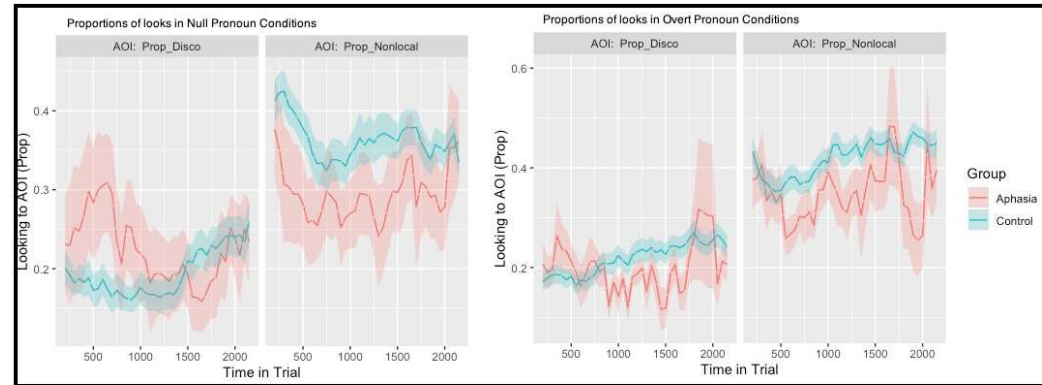 Proportions of looks in Null Pronoun Conditions
AOI: Prop_Disco
AOI: Prop_Nonlocal
Looking to AOI (Prop)
0.4
0.3
0.2
500
1000
1500
2000
500
1000
1500
2000
Time in Trial
Proportions of looks in Overt Pronoun Conditions
AOI: Prop_Disco
AOI: Prop_Nonlocal
Looking to AOI (Prop)
0.6
0.4
0.2
500
1000
1500
2000
500
1000
1500
2000
Time in Trial
Group
Aphasia
Control